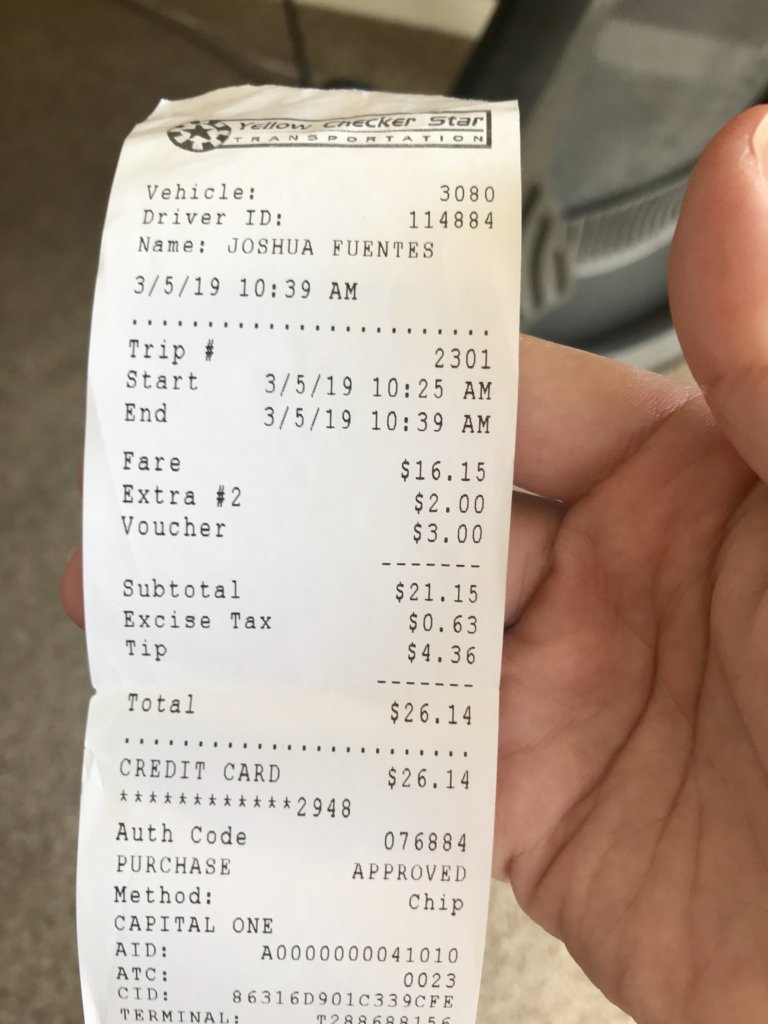 Yellow Checker Star
TRANSPORTATION
Vehicle: 3080
Driver ID: 114884
Name: JOSHUA FUENTES
3/5/19 10:39 AM
.........................
Trip # 2301
Start 3/5/19 10:25 AM
End 3/5/19 10:39 AM
Fare $16.15
Extra #2 $2.00
Voucher $3.00
-------
Subtotal $21.15
Excise Tax $0.63
Tip $4.36
-------
Total $26.14
.........................
CREDIT CARD $26.14
************2948
Auth Code 076884
PURCHASE APPROVED
Method: Chip
CAPITAL ONE
AID: A0000000041010
ATC: 0023
CID: 86316D901C339CFE
TERMINAL: T288688156